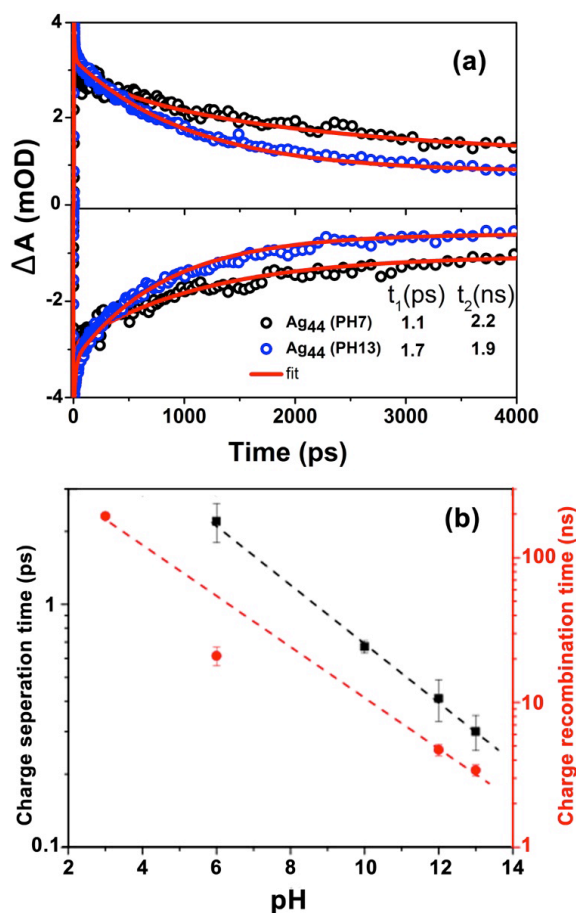 (a)
ΔA (mOD)
4
2
0
-2
-4
t1(ps) t2(ns)
Ag44 (PH7) 1.1 2.2
Ag44 (PH13) 1.7 1.9
fit
0 1000 2000 3000 4000
Time (ps)
(b)
Charge seperation time (ps)
1
0.1
Charge recombination time (ns)
100
10
1
2 4 6 8 10 12 14
pH